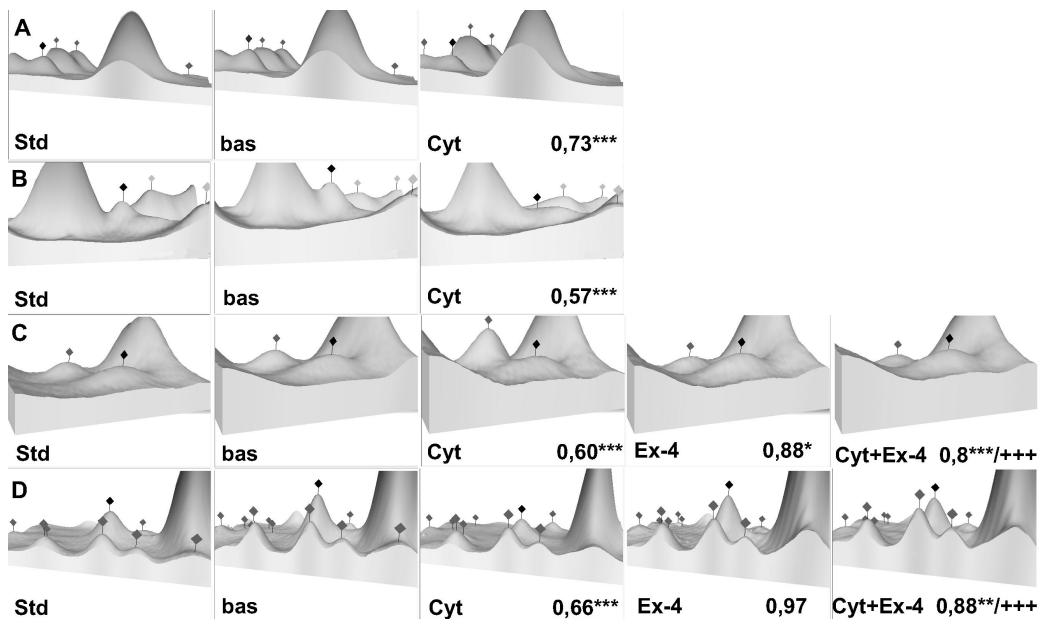 A
Std bas Cyt 0,73***
B
Std bas Cyt 0,57***
C
Std bas Cyt 0,60*** Ex-4 0,88* Cyt+Ex-4 0,8***/+++
D
Std bas Cyt 0,66*** Ex-4 0,97 Cyt+Ex-4 0,88**/+++